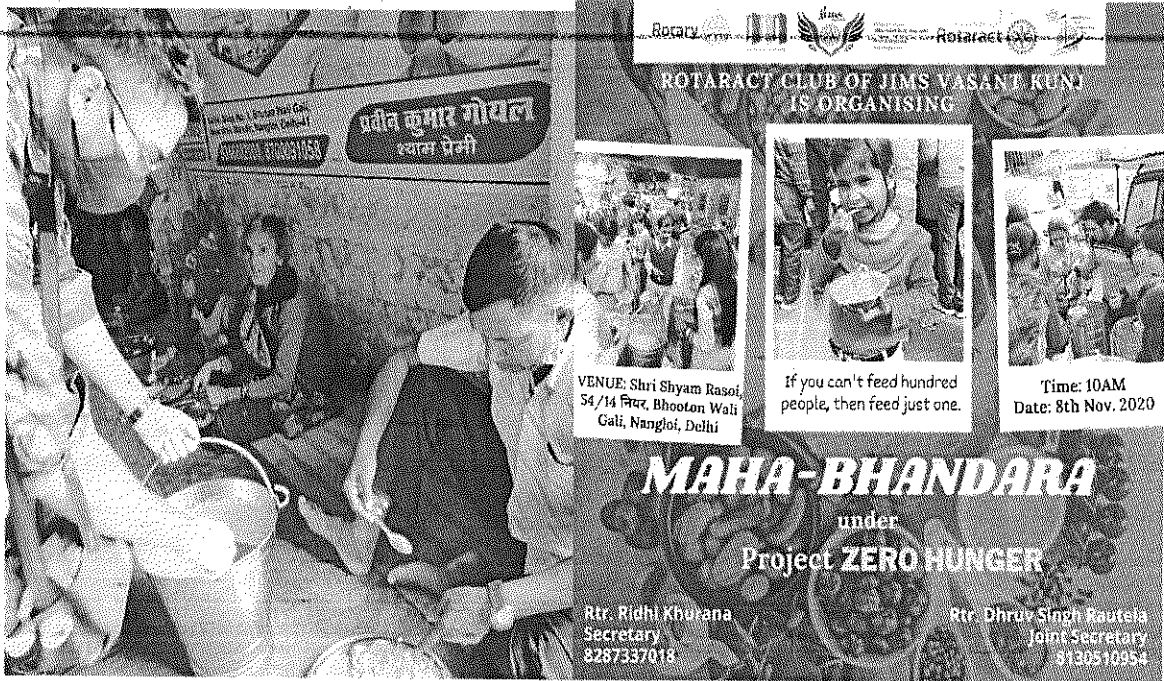 प्रवीन कुमार गोयल
श्याम प्रेमी
Rotary
Rotaract
ROTARACT CLUB OF JIMS VASANT KUNJ
IS ORGANISING
VENUE: Shri Shyam Rasoi,
54/14 नियर, Bhooton Wali
Gali, Nangloi, Delhi
If you can't feed hundred
people, then feed just one.
Time: 10AM
Date: 8th Nov. 2020
MAHA-BHANDARA
under
Project ZERO HUNGER
Rtr. Ridhi Khurana
Secretary
8287337018
Rtr. Dhruv Singh Rautela
Joint Secretary
8130510954